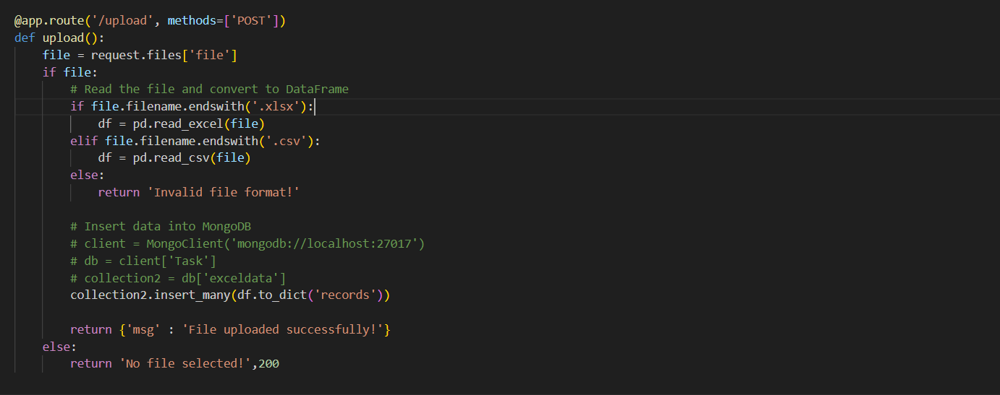 @app.route('/upload', methods=['POST'])
def upload():
    file = request.files['file']
    if file:
        # Read the file and convert to DataFrame
        if file.filename.endswith('.xlsx'):
            df = pd.read_excel(file)
        elif file.filename.endswith('.csv'):
            df = pd.read_csv(file)
        else:
            return 'Invalid file format!'

        # Insert data into MongoDB
        # client = MongoClient('mongodb://localhost:27017')
        # db = client['Task']
        # collection2 = db['exceldata']
        collection2.insert_many(df.to_dict('records'))

        return {'msg' : 'File uploaded successfully!'}
    else:
        return 'No file selected!',200